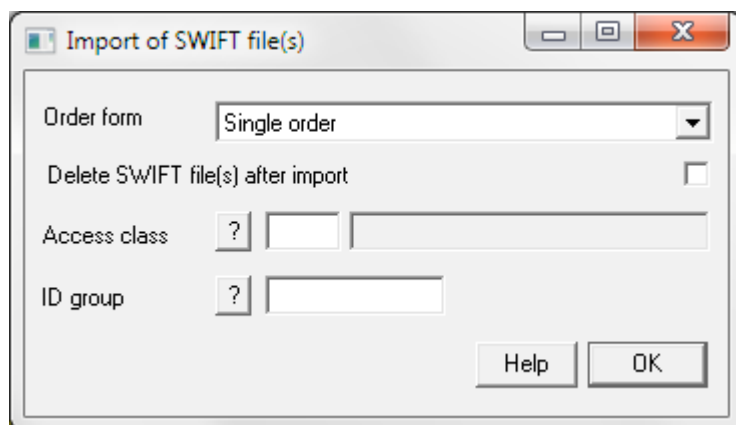 Import of SWIFT file(s)
Order form
Single order
Delete SWIFT file(s) after import
Access class ?
ID group ?
Help OK